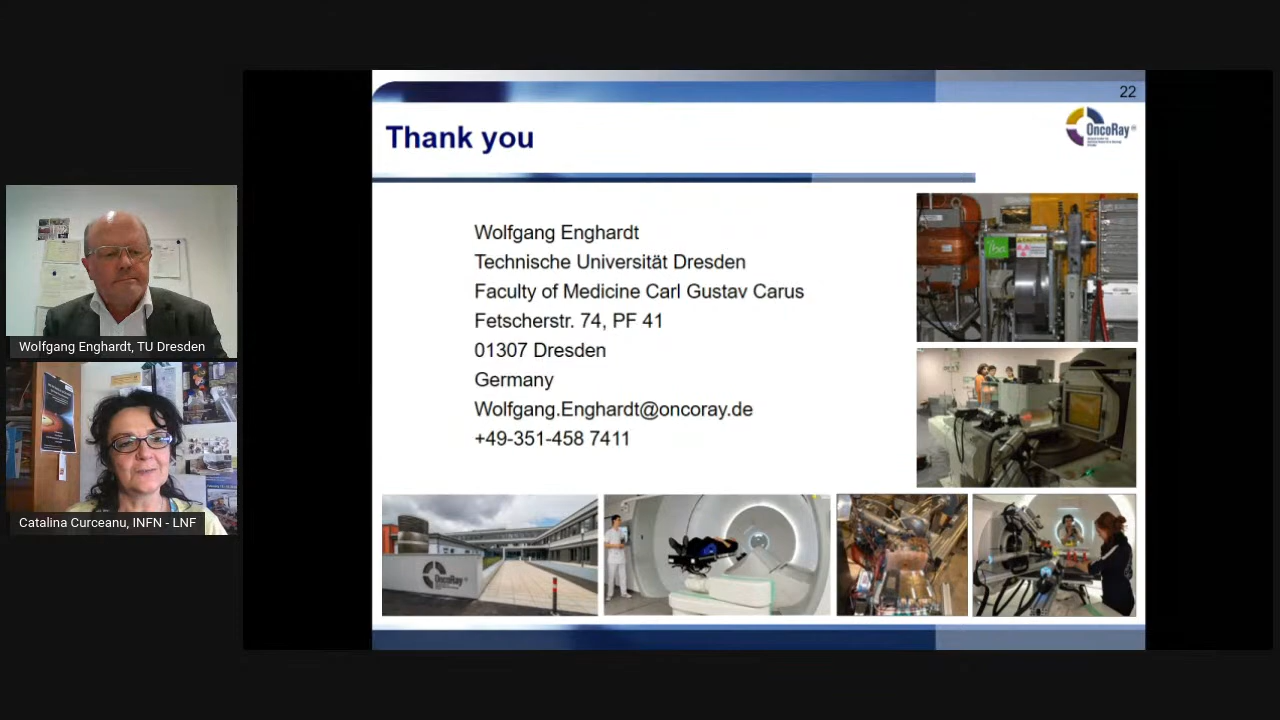 22
Thank you
OncoRay
Wolfgang Enghardt
Technische Universität Dresden
Faculty of Medicine Carl Gustav Carus
Fetscherstr. 74, PF 41
01307 Dresden
Germany
Wolfgang.Enghardt@oncoray.de
+49-351-458 7411
iba
OncoRay
Wolfgang Enghardt, TU Dresden
Catalina Curceanu, INFN - LNF